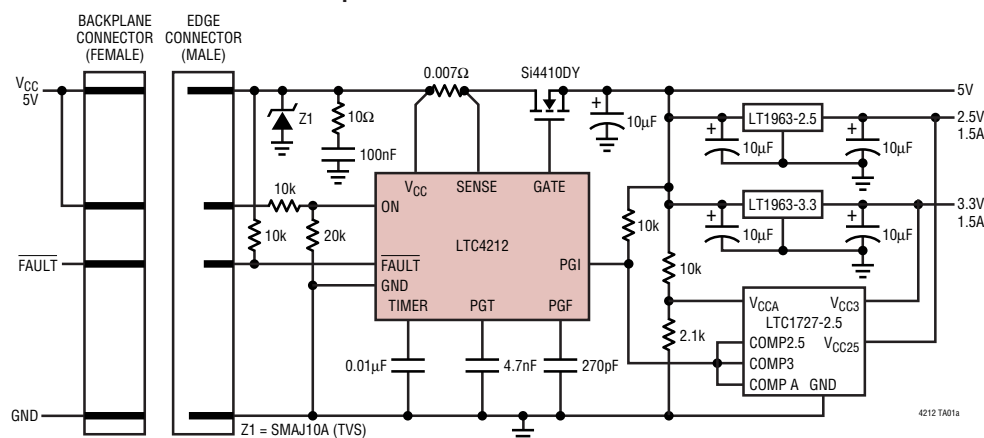 BACKPLANE
CONNECTOR
(FEMALE)
EDGE
CONNECTOR
(MALE)
VCC
5V
0.007Ω
Si4410DY
5V
Z1
10Ω
100nF
+
10µF
LT1963-2.5
2.5V
1.5A
+
10µF
+
10µF
VCC
SENSE
GATE
10k
ON
LTC4212
10k
20k
10k
LT1963-3.3
3.3V
1.5A
+
10µF
+
10µF
FAULT
FAULT
GND
PGI
10k
TIMER
PGT
PGF
VCCA
VCC3
LTC1727-2.5
VCC25
COMP2.5
COMP3
COMP A
GND
2.1k
0.01µF
4.7nF
270pF
GND
Z1 = SMAJ10A (TVS)
4212 TA01a